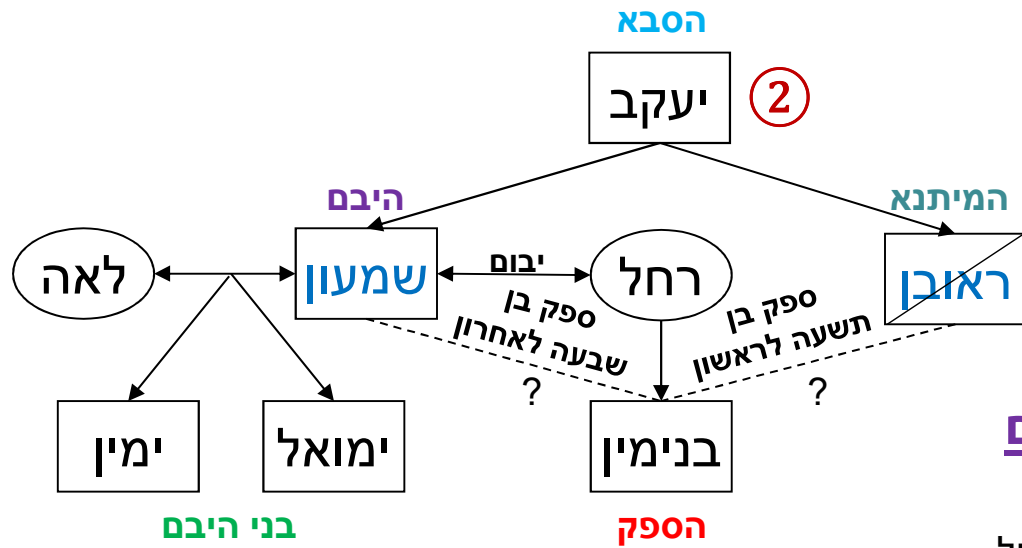 הסבא
יעקב
②
היבם
המיתנא
לאה
שמעון
יבום
רחל
ראובן
ספק בן
שבעה לאחרון
?
ספק בן
תשעה לראשון
?
ימין
ימואל
בנימין
בני היבם
הספק